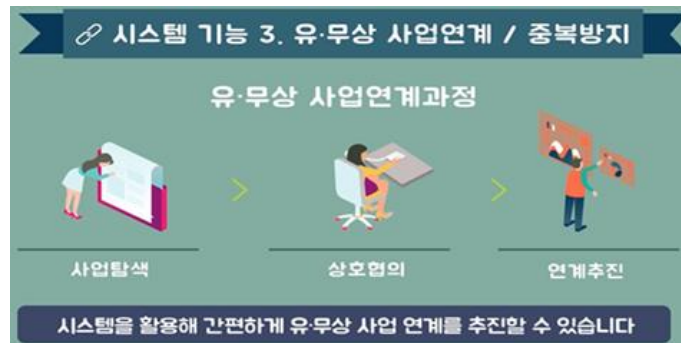 시스템 기능 3. 유·무상 사업연계 / 중복방지
유·무상 사업연계과정
사업탐색
상호협의
연계추진
시스템을 활용해 간편하게 유·무상 사업 연계를 추진할 수 있습니다